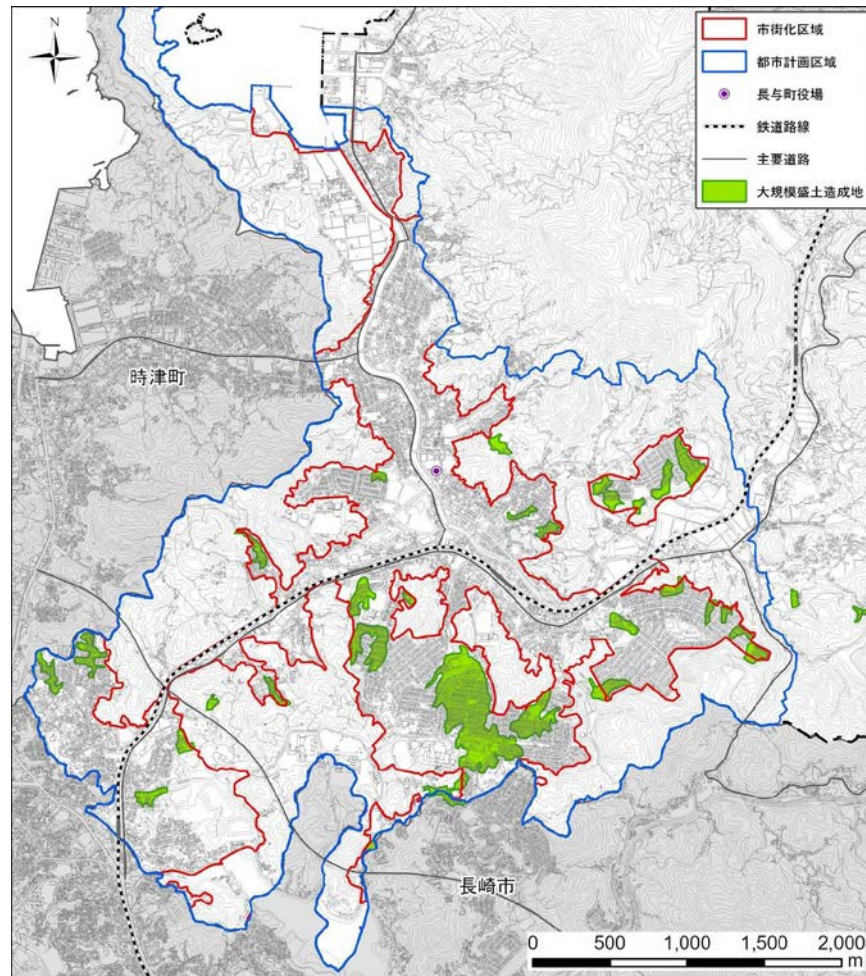 N
市街化区域
都市計画区域
長与町役場
鉄道路線
主要道路
大規模盛土造成地
時津町
長崎市
0 500 1,000 1,500 2,000
m